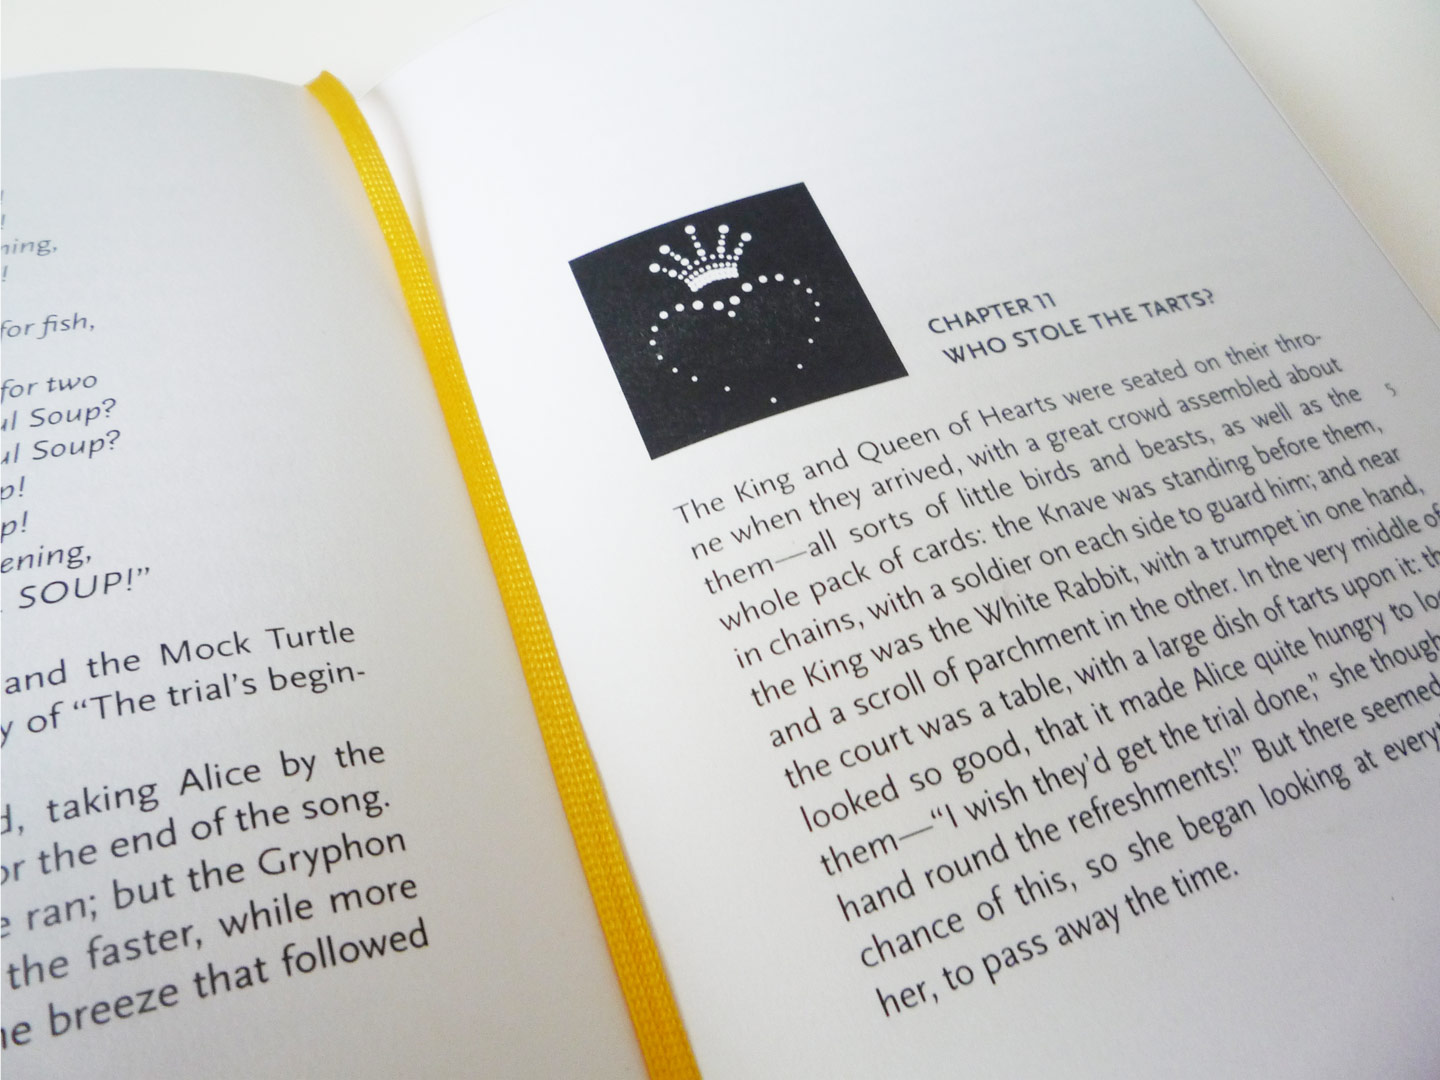 ning,
!
for fish,
for two
ul Soup?
ul Soup?
p!
p!
ening,
SOUP!”
and the Mock Turtle
y of “The trial’s begin-
d, taking Alice by the
or the end of the song.
e ran; but the Gryphon
the faster, while more
he breeze that followed
CHAPTER 11
WHO STOLE THE TARTS?
The King and Queen of Hearts were seated on their thro-
ne when they arrived, with a great crowd assembled about
them—all sorts of little birds and beasts, as well as the
whole pack of cards: the Knave was standing before them,
in chains, with a soldier on each side to guard him; and near
the King was the White Rabbit, with a trumpet in one hand,
and a scroll of parchment in the other. In the very middle of
the court was a table, with a large dish of tarts upon it: th
looked so good, that it made Alice quite hungry to loo
them—“I wish they’d get the trial done,” she though
hand round the refreshments!” But there seemed
chance of this, so she began looking at everyt
her, to pass away the time.
5